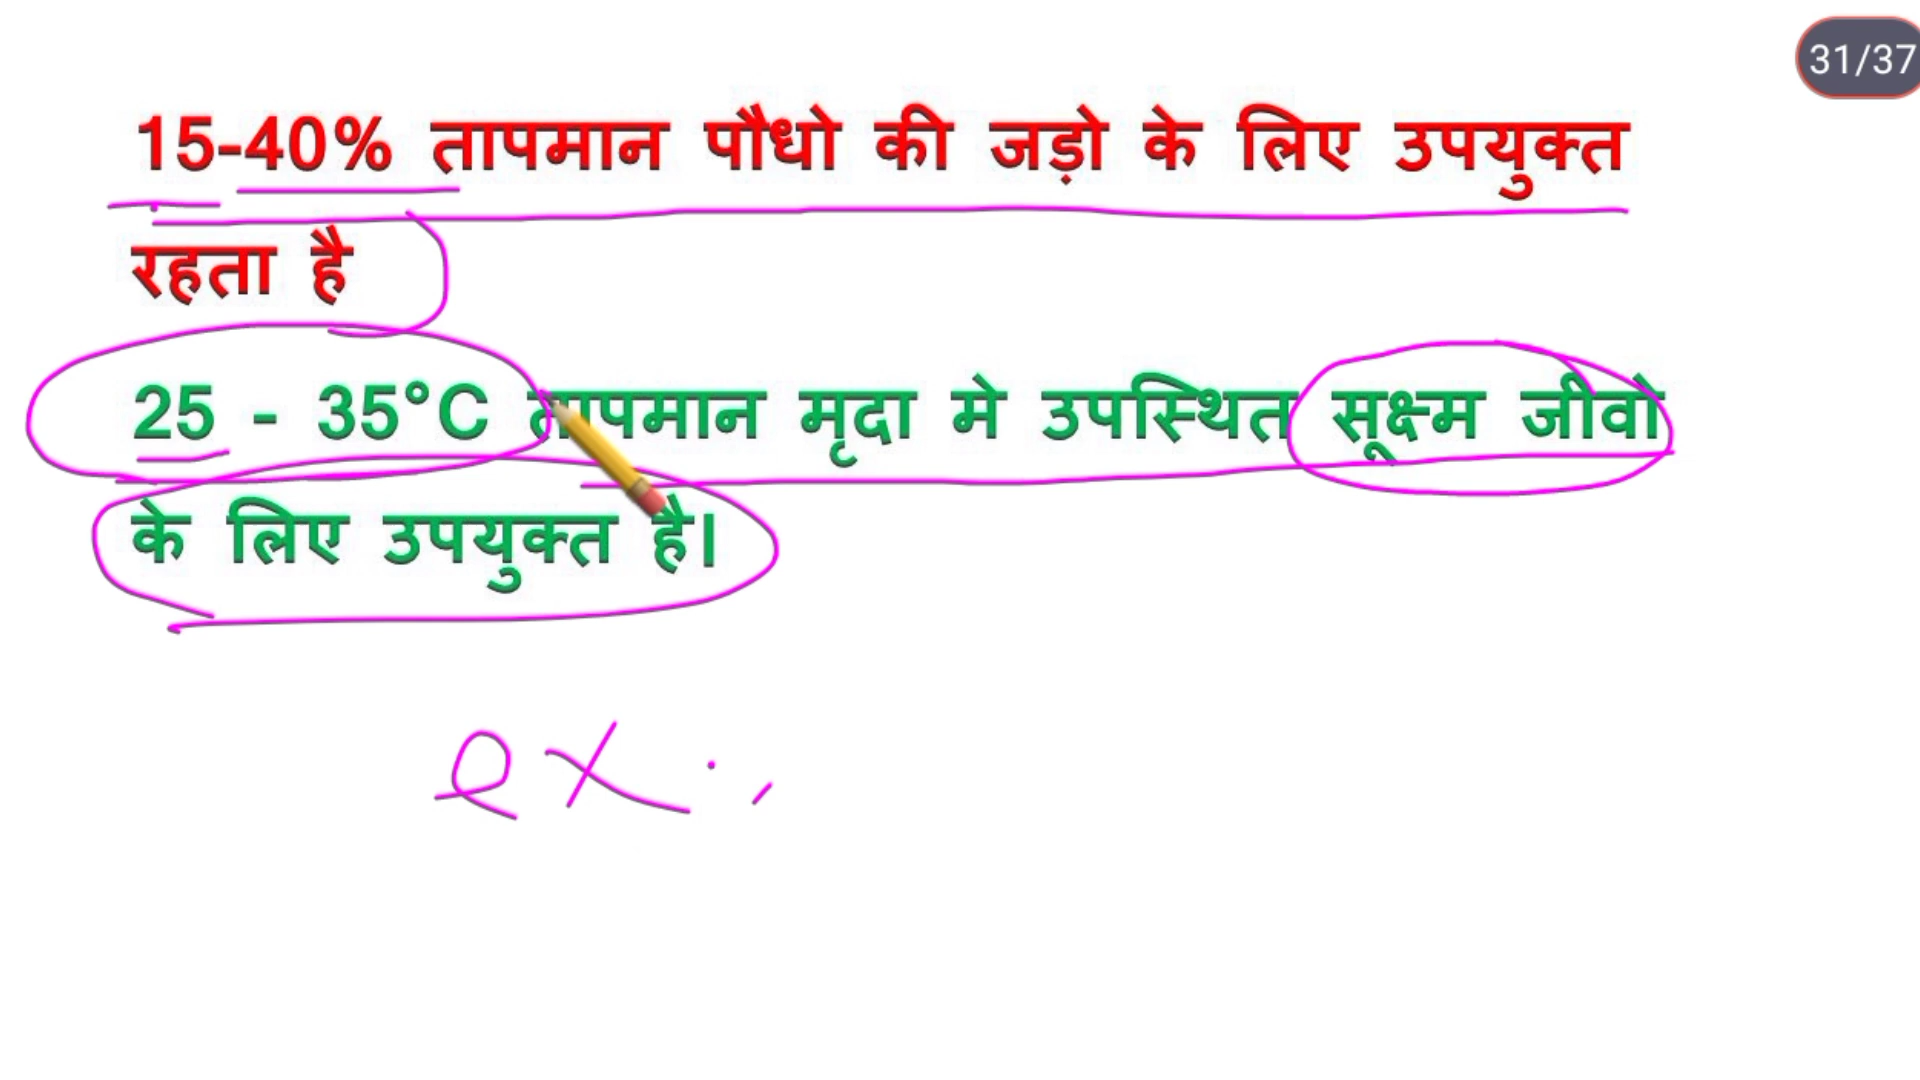 31/37
15-40% तापमान पौधो की जड़ो के लिए उपयुक्त
रहता है
25 - 35°C तापमान मृदा मे उपस्थित सूक्ष्म जीवो
के लिए उपयुक्त है।
ex:,